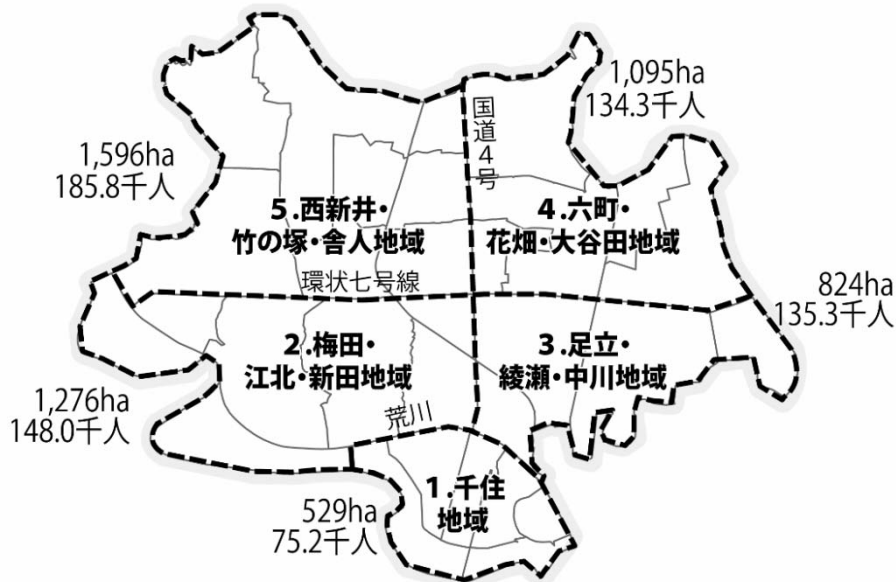 1,095ha
134.3千人
国道4号
1,596ha
185.8千人
5.西新井・
竹の塚・舎人地域
4.六町・
花畑・大谷田地域
環状七号線
824ha
135.3千人
2.梅田・
江北・新田地域
3.足立・
綾瀬・中川地域
1,276ha
148.0千人
荒川
1.千住
地域
529ha
75.2千人